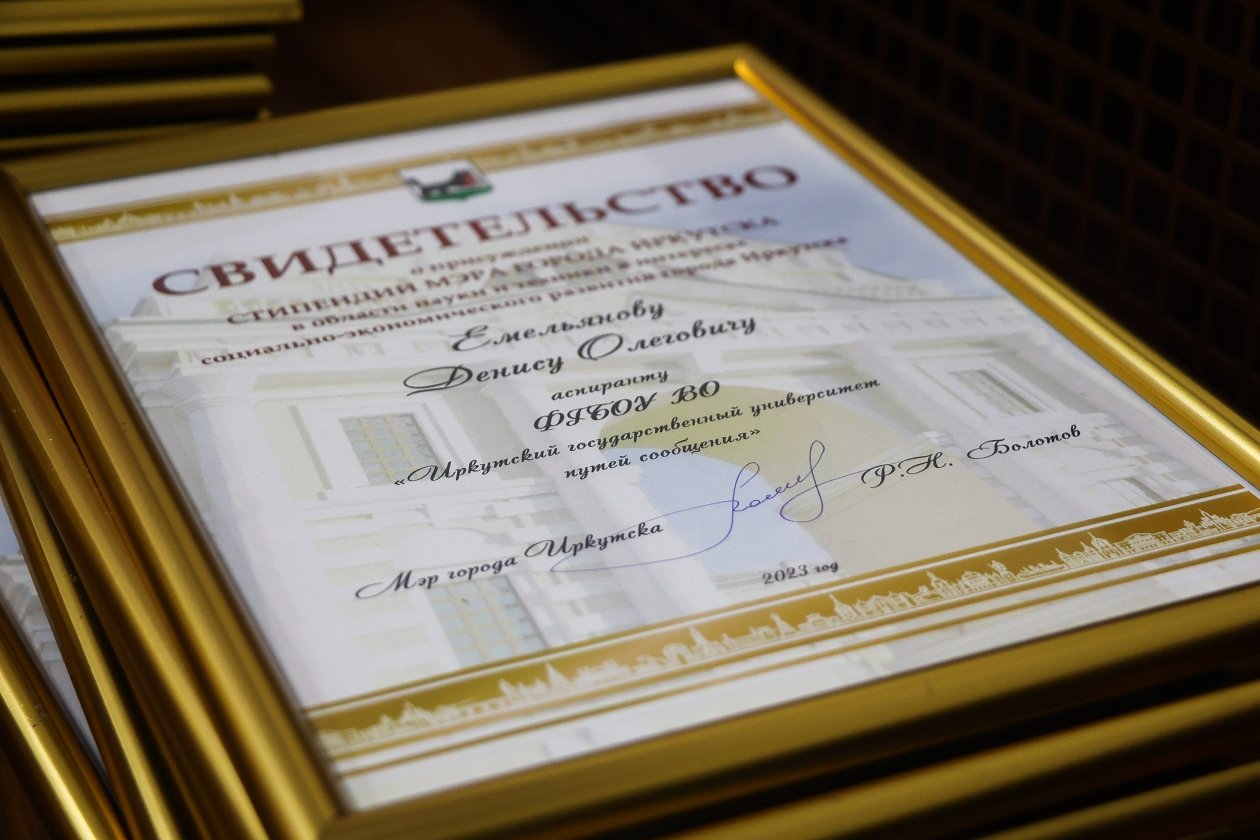 СВИДЕТЕЛЬСТВО
о присуждении
СТИПЕНДИИ МЭРА ГОРОДА ИРКУТСКА
в области науки и техники в интересах
социально-экономического развития города Иркутска
Емельянову
Денису Олеговичу
аспиранту
ФГБОУ ВО
«Иркутский государственный университет
путей сообщения»
Мэр города Иркутска Р.Н. Болотов
2023 год